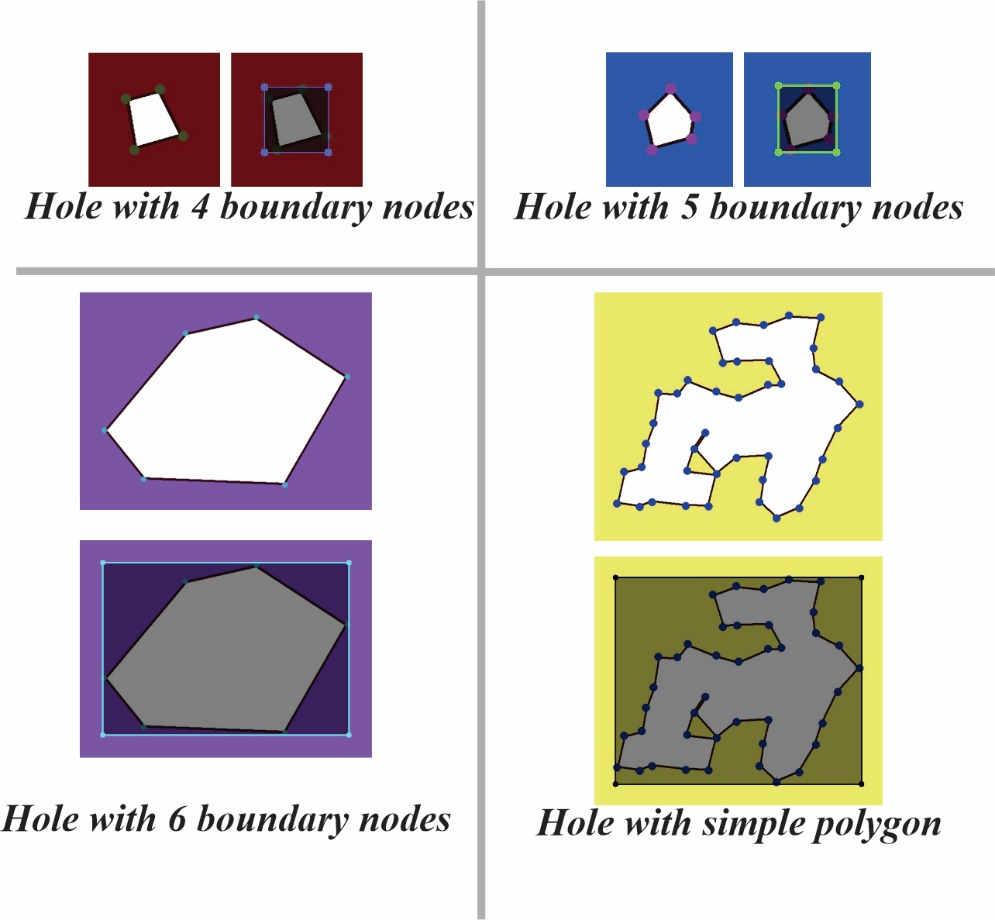 Hole with 4 boundary nodes
Hole with 5 boundary nodes
Hole with 6 boundary nodes
Hole with simple polygon